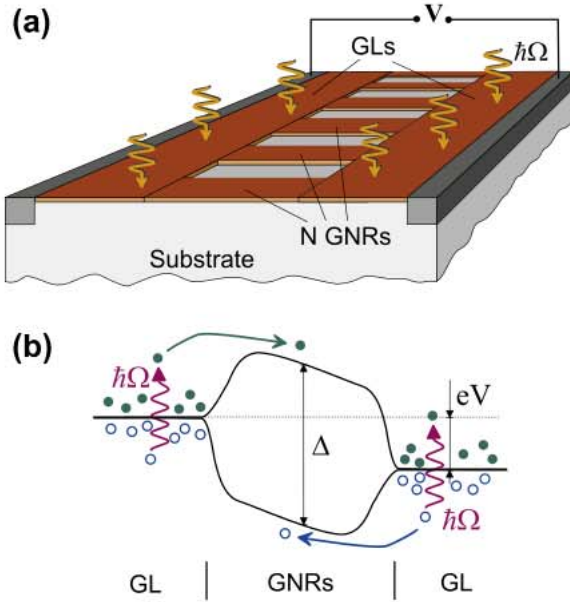 (a)
V
GLs
ħΩ
N GNRs
Substrate
(b)
ħΩ
eV
Δ
ħΩ
GL | GNRs | GL